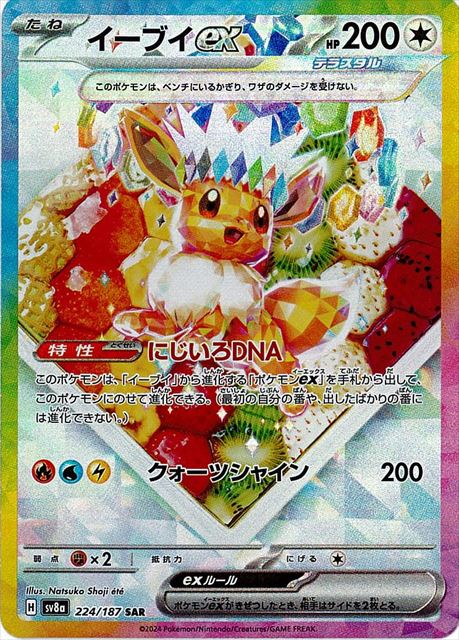 たね
イーブイex
HP200
テラスタル
このポケモンは、ベンチにいるかぎり、ワザのダメージを受けない。
特性
とくせい
にじいろDNA
このポケモンは、「イーブイ」から進化する「ポケモンex」を手札から出して、
このポケモンにのせて進化できる。(最初の自分の番や、出したばかりの番に
は進化できない。)
クォーツシャイン 200
弱点 ×2 抵抗力 にげる
Illus. Natsuko Shoji été
exルール
H sv8a 224/187 SAR
ポケモンexがきぜつしたとき、相手はサイドを2枚とる。
©2024 Pokémon/Nintendo/Creatures/GAME FREAK.